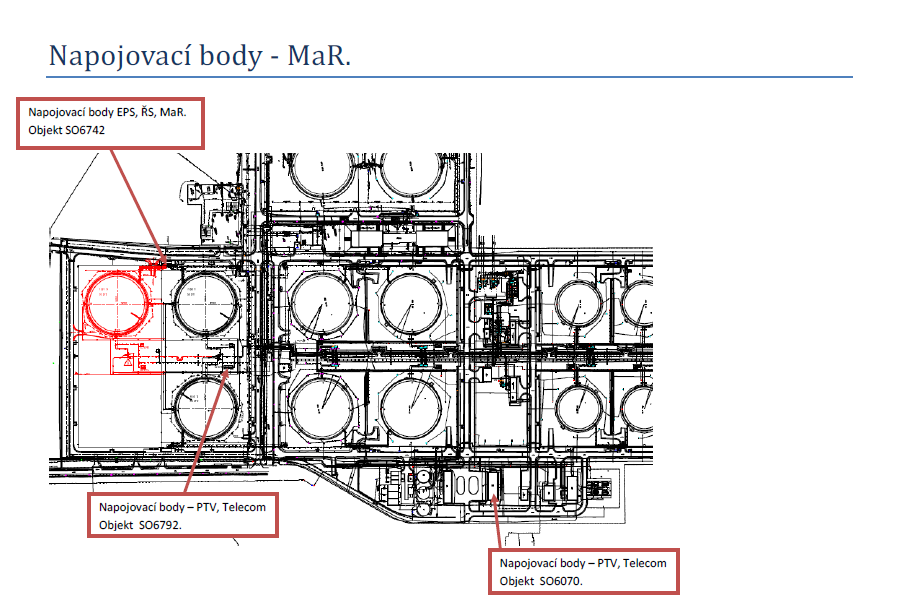 Napojovací body - MaR.
Napojovací body EPS, ŘS, MaR.
Objekt SO6742
Napojovací body – PTV, Telecom
Objekt SO6792.
Napojovací body – PTV, Telecom
Objekt SO6070.